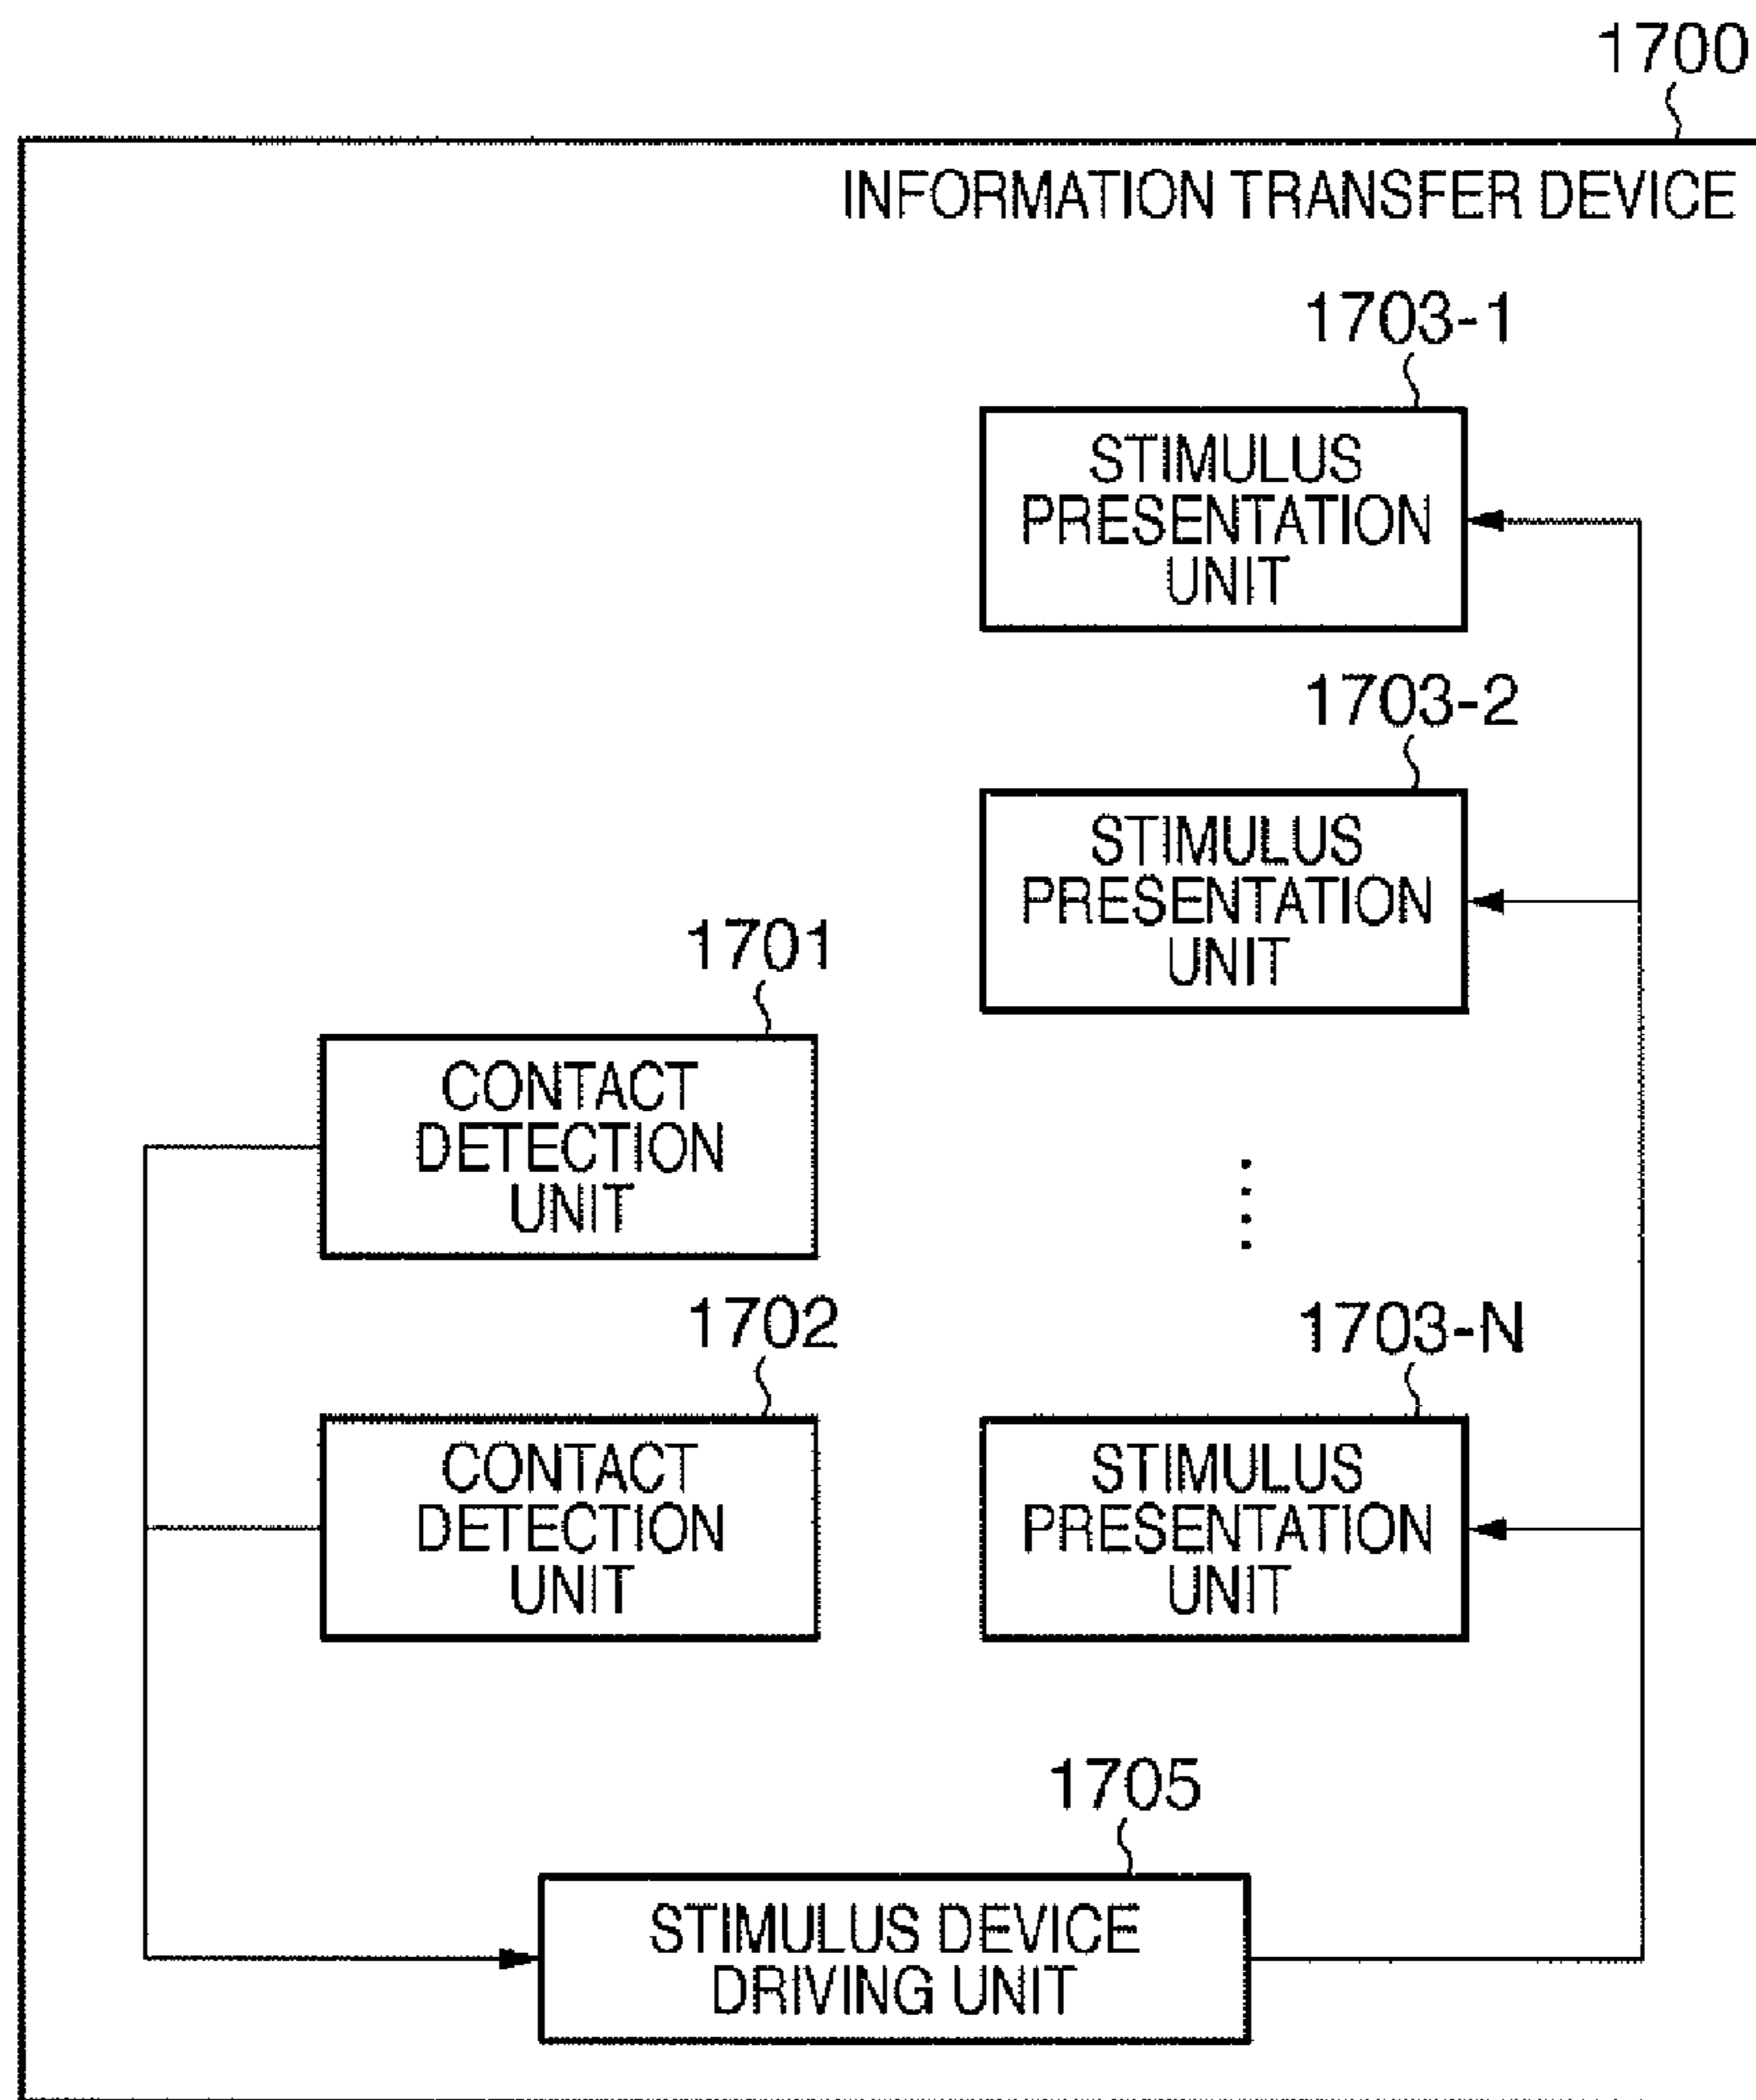 1700
INFORMATION TRANSFER DEVICE
1703-1
STIMULUS
PRESENTATION
UNIT
1703-2
STIMULUS
PRESENTATION
UNIT
1701
CONTACT
DETECTION
UNIT
1702
CONTACT
DETECTION
UNIT
1703-N
STIMULUS
PRESENTATION
UNIT
1705
STIMULUS DEVICE
DRIVING UNIT